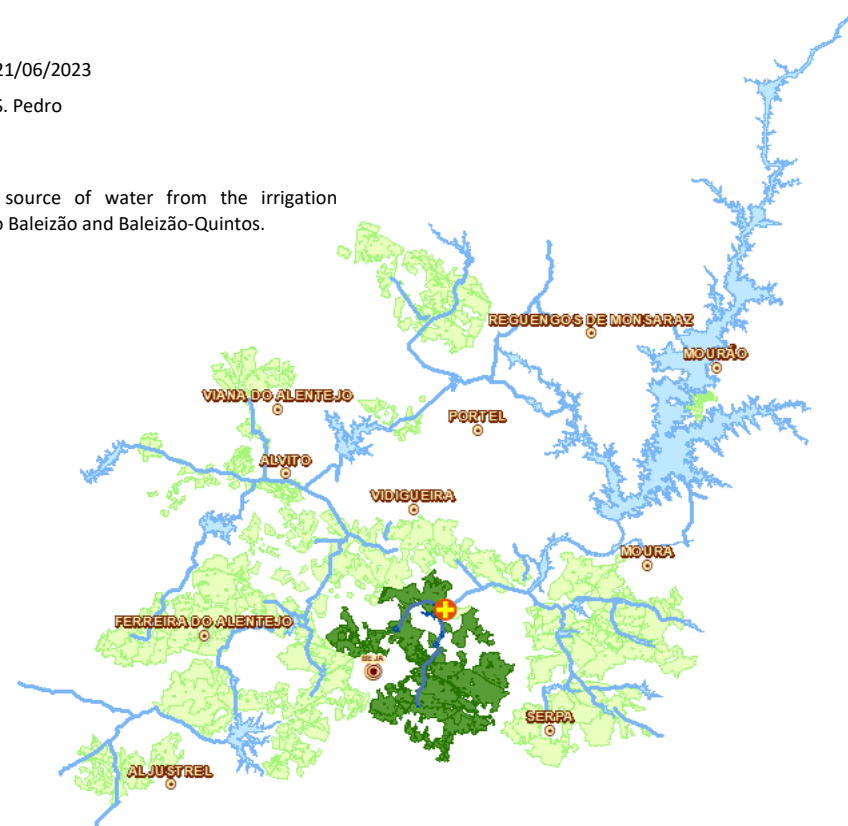 21/06/2023
S. Pedro
source of water from the irrigation
Baleizão and Baleizão-Quintos.
REGUENGOS DE MONSARAZ
MOURÃO
VIANA DO ALENTEJO
PORTEL
ALVITO
VIDIGUEIRA
MOURA
FERREIRA DO ALENTEJO
BEJA
SERPA
ALJUSTREL